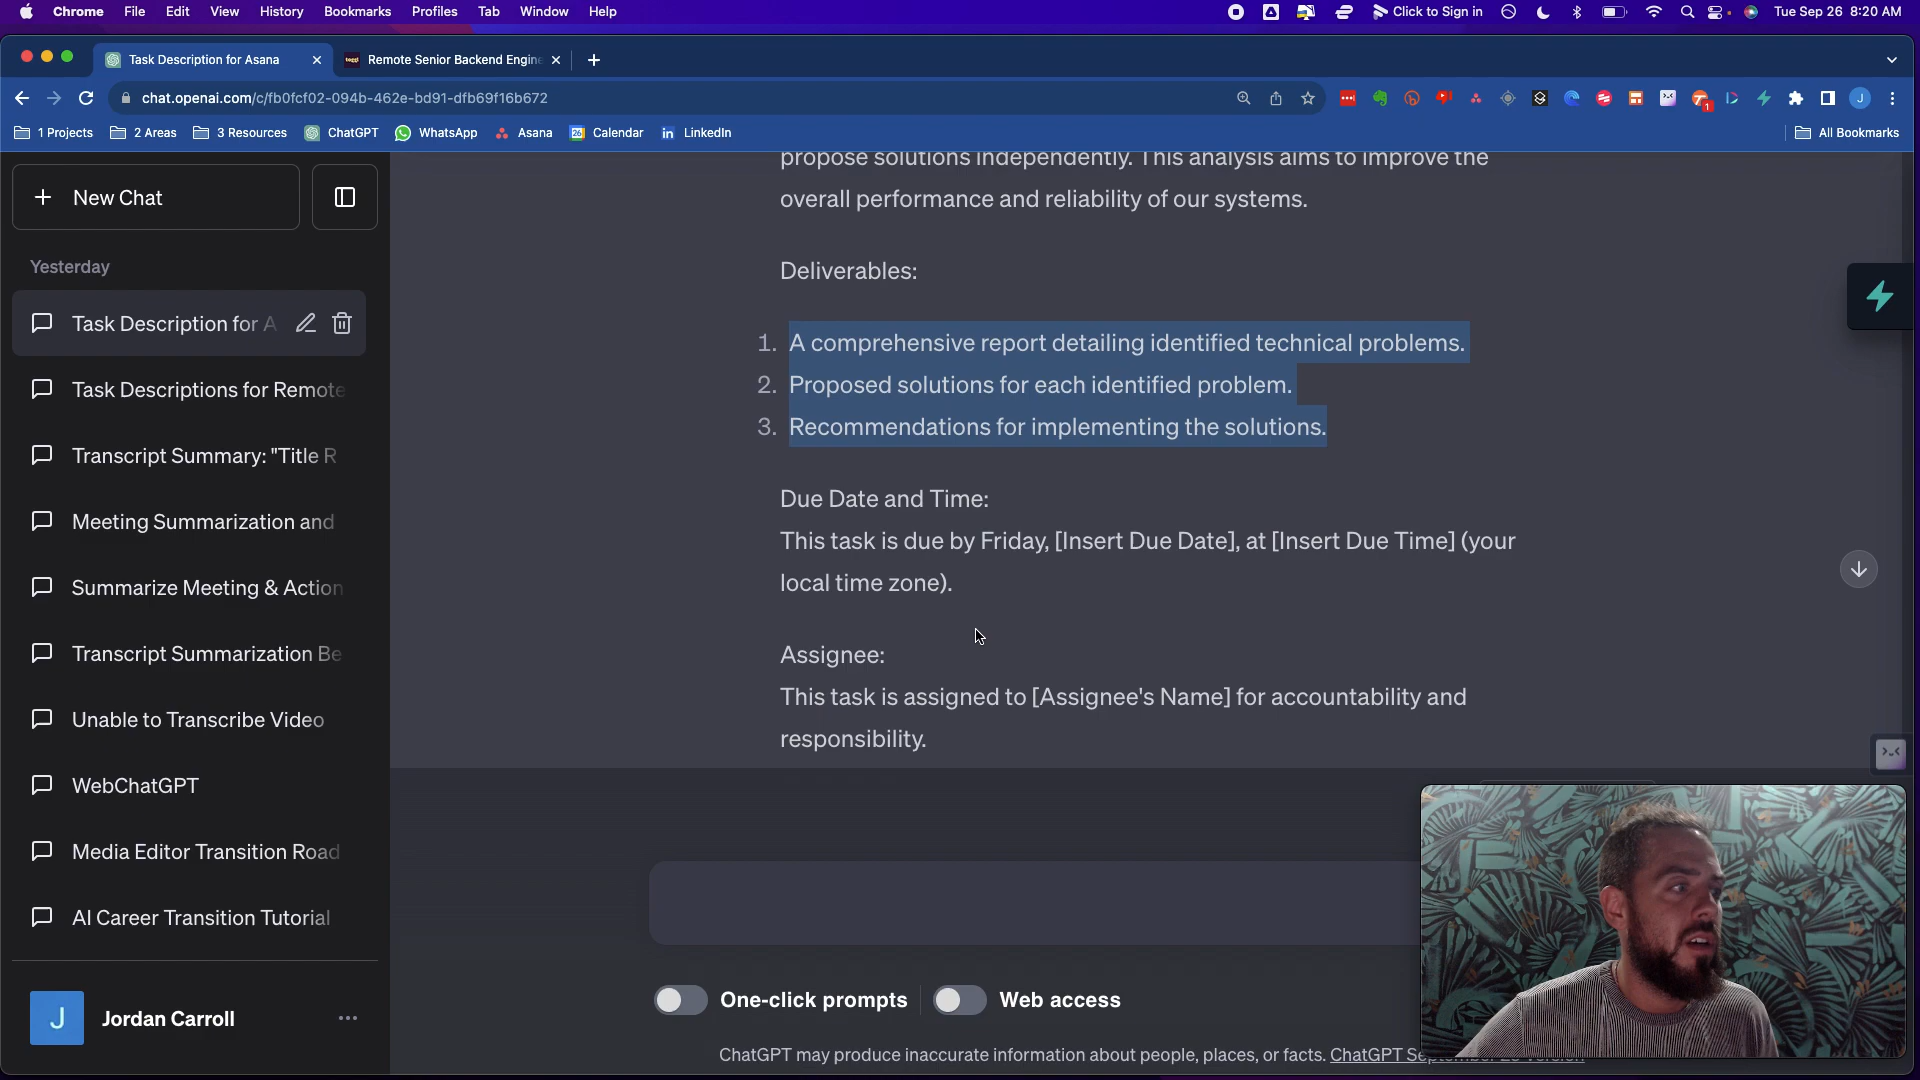 Chrome File Edit View History Bookmarks Profiles Tab Window Help Click to Sign in Tue Sep 26 8:20 AM
Task Description for Asana Remote Senior Backend Engine
chat.openai.com/c/fb0fcf02-094b-462e-bd91-dfb69f16b672
1 Projects 2 Areas 3 Resources ChatGPT WhatsApp 26 Calendar Asana LinkedIn All Bookmarks
New Chat
Yesterday
Task Description for A
Task Descriptions for Remote
Transcript Summary: "Title R
Meeting Summarization and
Summarize Meeting & Action
Transcript Summarization Be
Unable to Transcribe Video
WebChatGPT
Media Editor Transition Road
AI Career Transition Tutorial
J Jordan Carroll
propose solutions independently. This analysis aims to improve the
overall performance and reliability of our systems.
Deliverables:
1. A comprehensive report detailing identified technical problems.
2. Proposed solutions for each identified problem.
3. Recommendations for implementing the solutions.
Due Date and Time:
This task is due by Friday, [Insert Due Date], at [Insert Due Time] (your
local time zone).
Assignee:
This task is assigned to [Assignee's Name] for accountability and
responsibility.
One-click prompts Web access
ChatGPT may produce inaccurate information about people, places, or facts. ChatGPT